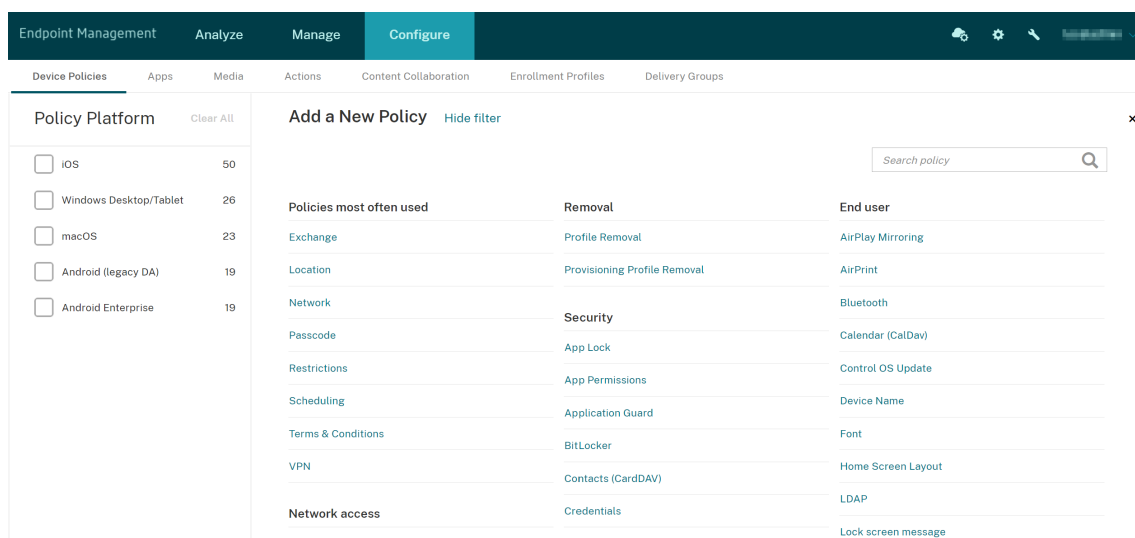 Endpoint Management Analyze Manage Configure
Device Policies Apps Media Actions Content Collaboration Enrollment Profiles Delivery Groups
Policy Platform Clear All
iOS 50
Windows Desktop/Tablet 26
macOS 23
Android (legacy DA) 19
Android Enterprise 19
Add a New Policy Hide filter
Search policy
Policies most often used
Exchange
Location
Network
Passcode
Restrictions
Scheduling
Terms & Conditions
VPN
Network access
Removal
Profile Removal
Provisioning Profile Removal
Security
App Lock
App Permissions
Application Guard
BitLocker
Contacts (CardDAV)
Credentials
End user
AirPlay Mirroring
AirPrint
Bluetooth
Calendar (CalDav)
Control OS Update
Device Name
Font
Home Screen Layout
LDAP
Lock screen message